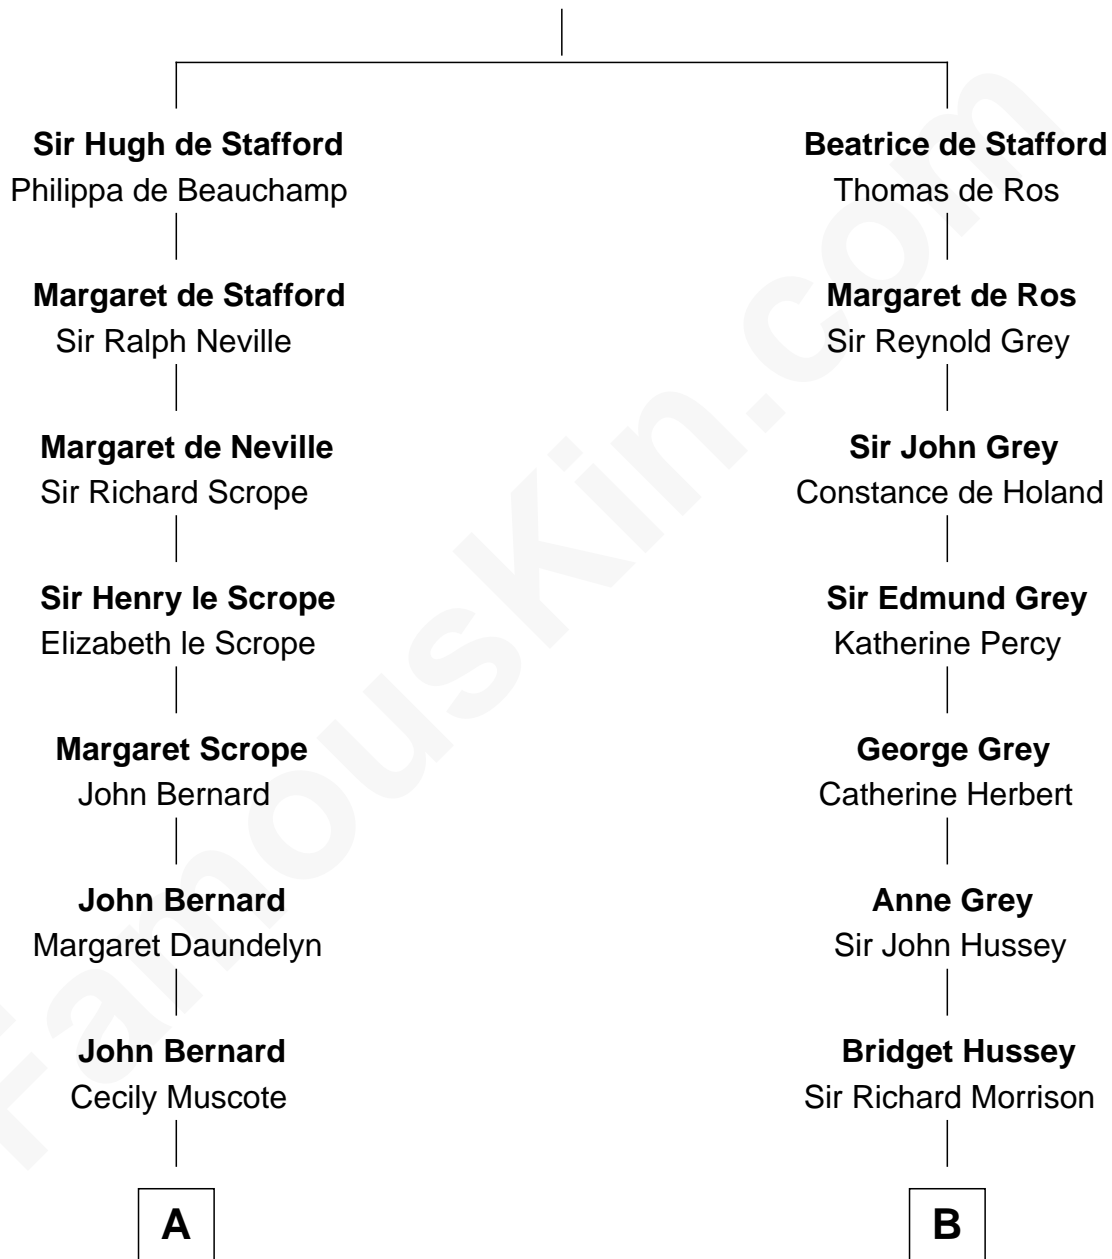 Sir Hugh de Stafford
Philippa de Beauchamp
Margaret de Stafford
Sir Ralph Neville
Margaret de Neville
Sir Richard Scrope
Sir Henry le Scrope
Elizabeth le Scrope
Margaret Scrope
John Bernard
John Bernard
Margaret Daundelyn
John Bernard
Cecily Muscote
A
Beatrice de Stafford
Thomas de Ros
Margaret de Ros
Sir Reynold Grey
Sir John Grey
Constance de Holand
Sir Edmund Grey
Katherine Percy
George Grey
Catherine Herbert
Anne Grey
Sir John Hussey
Bridget Hussey
Sir Richard Morrison
B
FamousKin.com